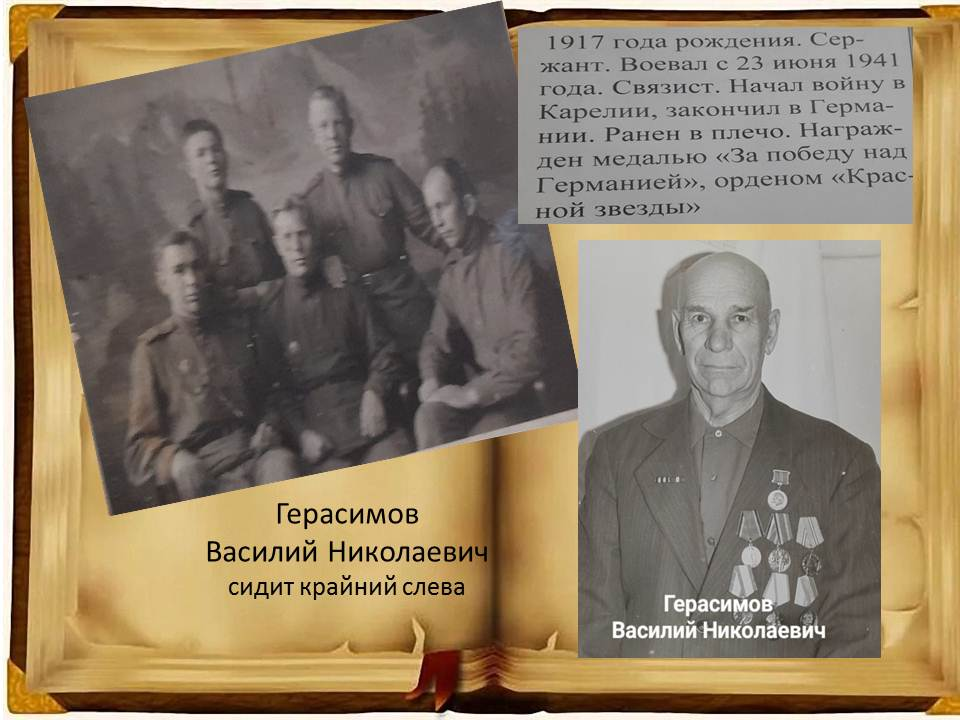 1917 года рождения. Сер-
жант. Воевал с 23 июня 1941
года. Связист. Начал войну в
Карелии, закончил в Герма-
нии. Ранен в плечо. Награж-
ден медалью «За победу над
Германией», орденом «Крас-
ной звезды»
Герасимов
Василий Николаевич
сидит крайний слева
Герасимов
Василий Николаевич